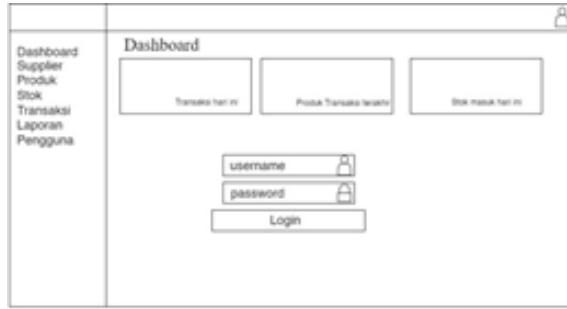 Dashboard
Supplier
Produk
Stok
Transaksi
Laporan
Pengguna
Dashboard
Transaksi hari ini
Produk Transaksi terakhir
Stok masuk hari ini
username
password
Login